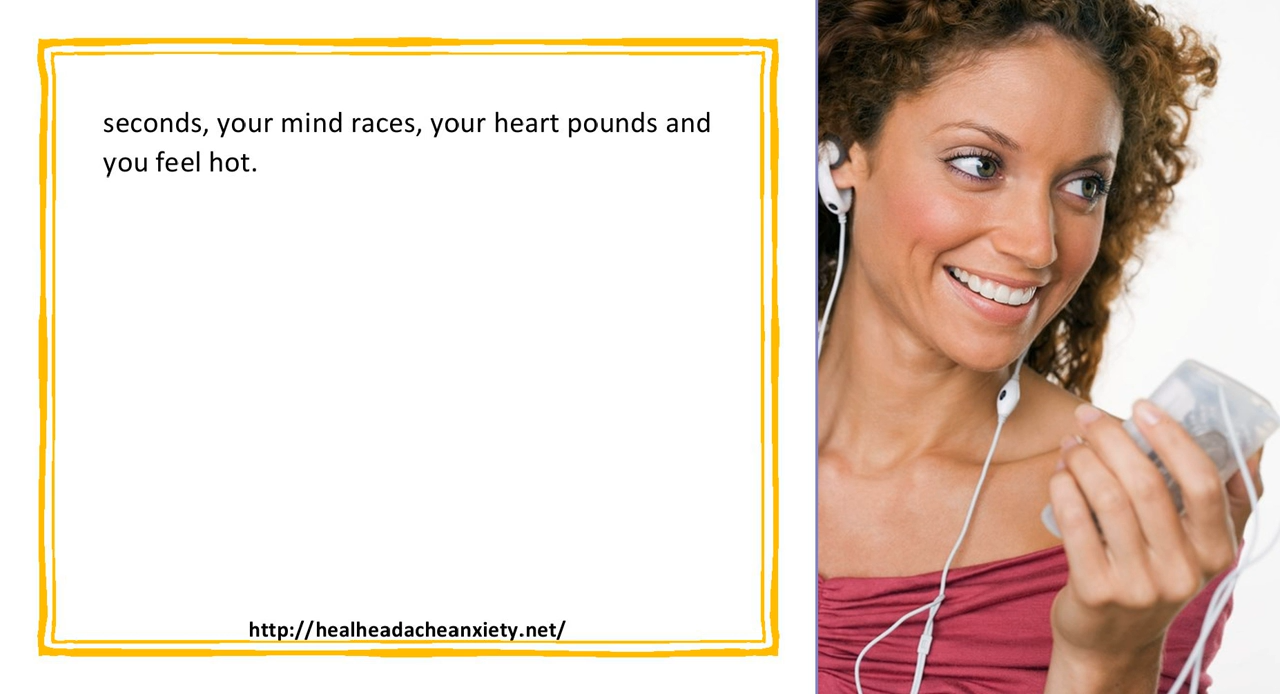 seconds, your mind races, your heart pounds and
you feel hot.
http://healheadacheanxiety.net/